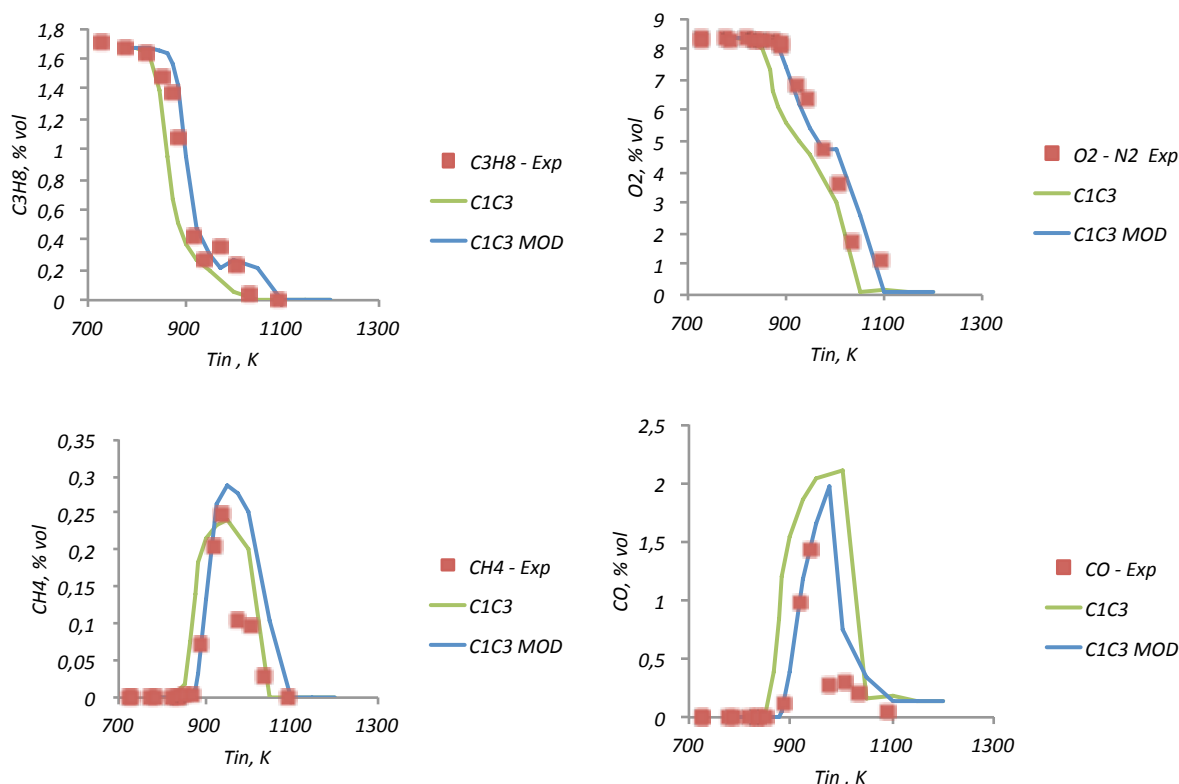 1,8
1,6
1,4
1,2
1
0,8
0,6
0,4
0,2
0
C3H8, % vol
700 900 1100 1300
Tin , K
C3H8 - Exp
C1C3
C1C3 MOD
9
8
7
6
5
4
3
2
1
0
O2, % vol
700 900 1100 1300
Tin, K
O2 - N2 Exp
C1C3
C1C3 MOD
0,35
0,3
0,25
0,2
0,15
0,1
0,05
0
CH4, % vol
700 900 1100 1300
Tin, K
CH4 - Exp
C1C3
C1C3 MOD
2,5
2
1,5
1
0,5
0
CO, % vol
700 900 1100 1300
Tin , K
CO - Exp
C1C3
C1C3 MOD